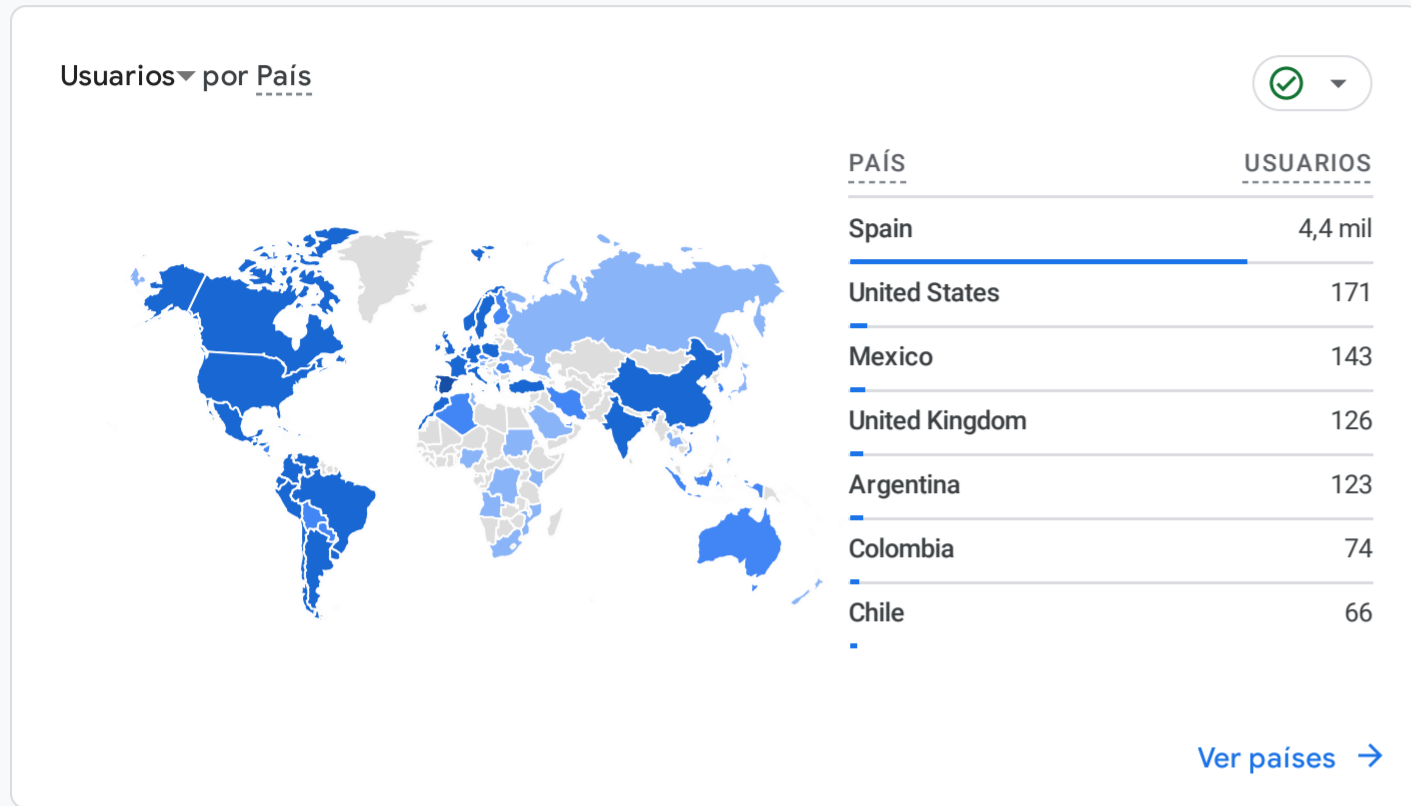 Usuarios por País
PAÍS USUARIOS
Spain 4,4 mil
United States 171
Mexico 143
United Kingdom 126
Argentina 123
Colombia 74
Chile 66
Ver países